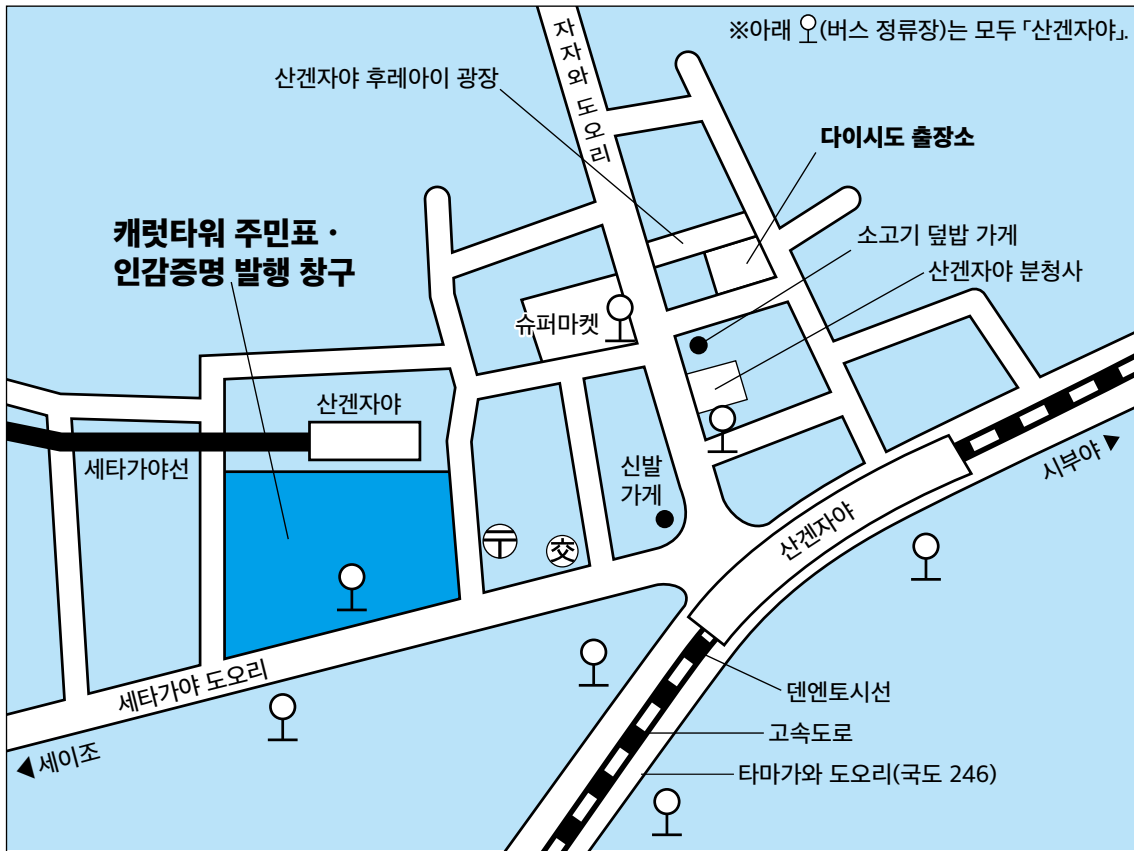 ※아래 (버스 정류장)는 모두 「산겐자야」.
자자와 도오리
산겐자야 후레아이 광장
다이시도 출장소
캐럿타워 주민표 ·
인감증명 발행 창구
소고기 덮밥 가게
산겐자야 분청사
슈퍼마켓
산겐자야
세타가야선
신발
가게
시부야
산겐자야
〒
交
세타가야 도오리
세이조
덴엔토시선
고속도로
타마가와 도오리(국도 246)